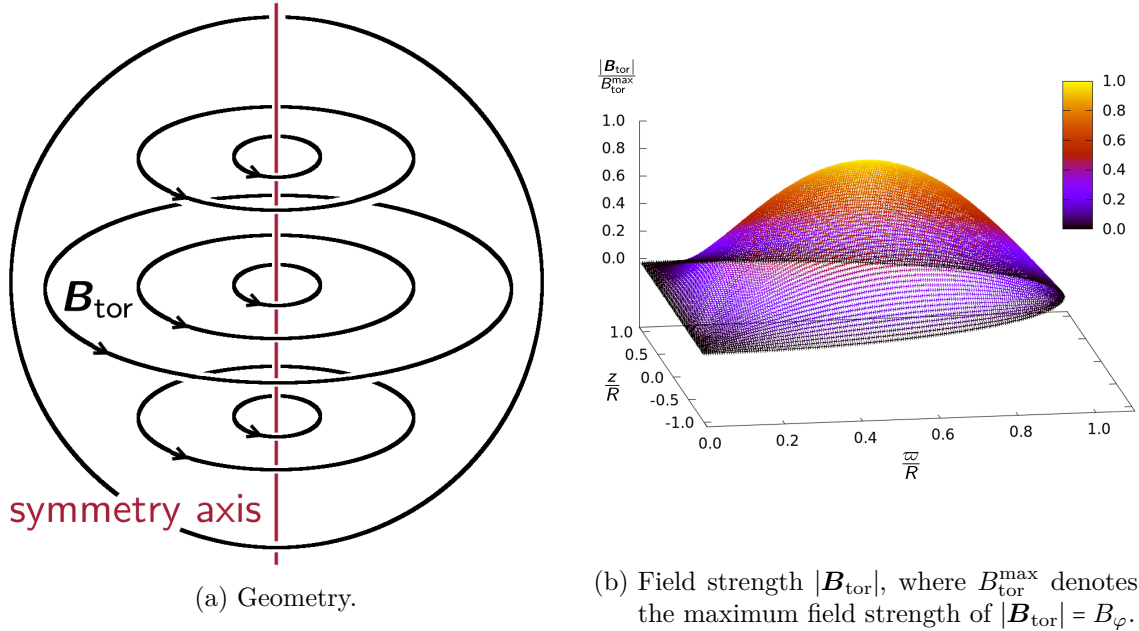 B_tor
symmetry axis
(a) Geometry.
|B_tor|
B_tor^max
1.0
0.8
0.6
0.4
0.2
0.0
1.0
0.8
0.6
0.4
0.2
0.0
1.0
0.5
0.0
-0.5
-1.0
z
R
0.0
0.2
0.4
0.6
0.8
1.0
ϖ
R
(b) Field strength |B_tor|, where B_tor^max denotes
the maximum field strength of |B_tor| = B_φ.